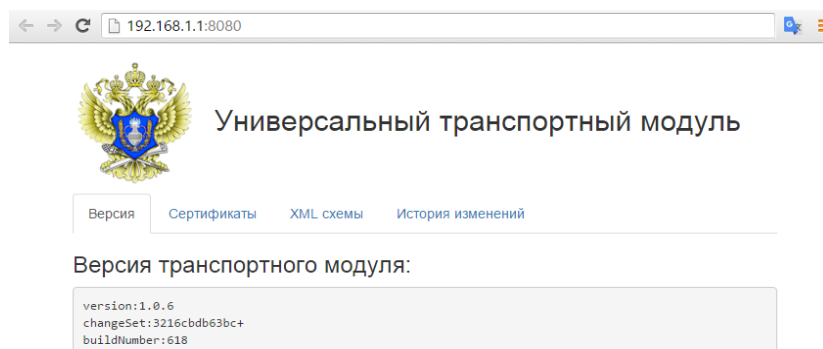 192.168.1.1:8080
Универсальный транспортный модуль
Версия Сертификаты XML схемы История изменений
Версия транспортного модуля:
version:1.0.6
changeSet:3216cbdb63bc+
buildNumber:618